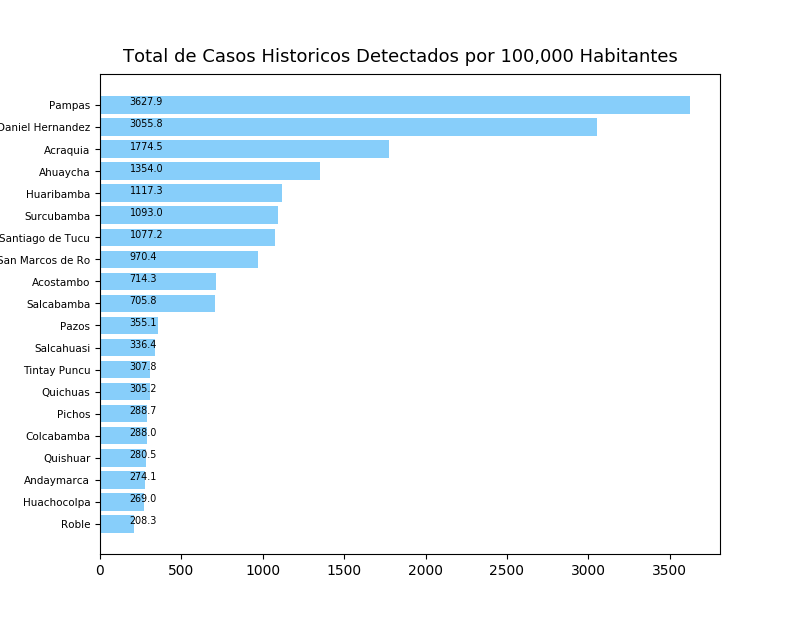 Total de Casos Historicos Detectados por 100,000 Habitantes
Pampas 3627.9
Daniel Hernandez 3055.8
Acraquia 1774.5
Ahuaycha 1354.0
Huaribamba 1117.3
Surcubamba 1093.0
Santiago de Tucu 1077.2
San Marcos de Ro 970.4
Acostambo 714.3
Salcabamba 705.8
Pazos 355.1
Salcahuasi 336.4
Tintay Puncu 307.8
Quichuas 305.2
Pichos 288.7
Colcabamba 288.0
Quishuar 280.5
Andaymarca 274.1
Huachocolpa 269.0
Roble 208.3
0 500 1000 1500 2000 2500 3000 3500